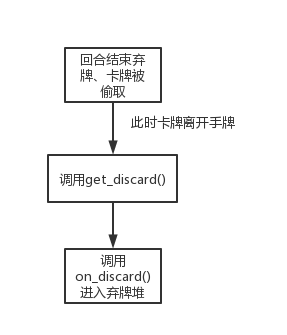 回合结束弃
牌、卡牌被
偷取
此时卡牌离开手牌
调用get_discard()
调用
on_discard()
进入弃牌堆